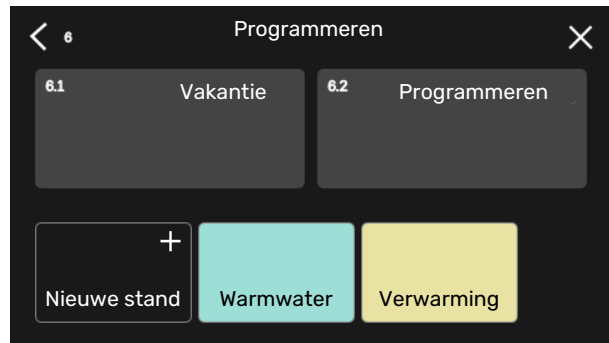 6
Programmeren
6.1
Vakantie
6.2
Programmeren
Nieuwe stand
Warmwater
Verwarming